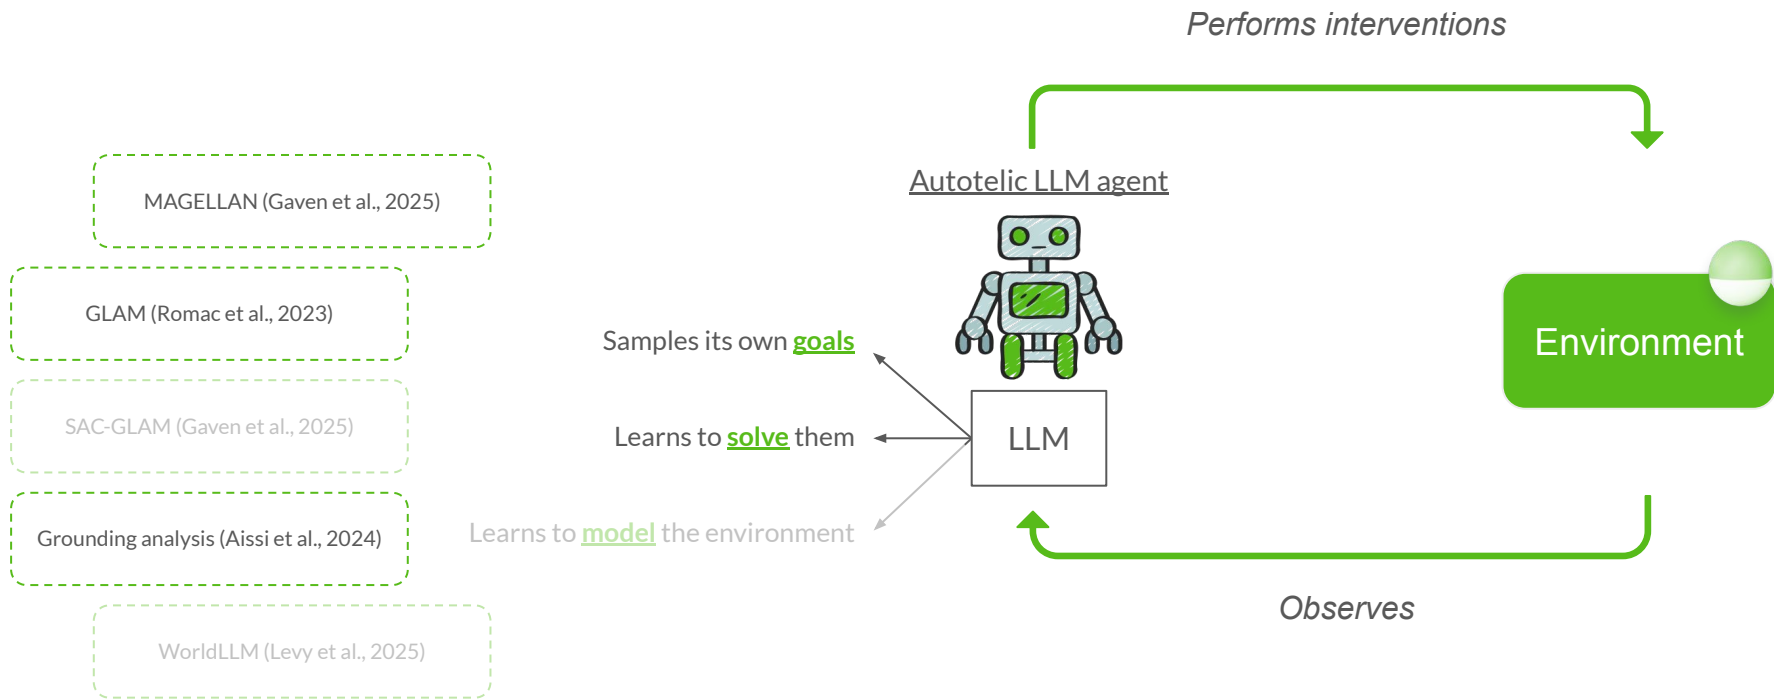 Performs interventions
MAGELLAN (Gaven et al., 2025)
GLAM (Romac et al., 2023)
SAC-GLAM (Gaven et al., 2025)
Grounding analysis (Aissi et al., 2024)
WorldLLM (Levy et al., 2025)
Autotelic LLM agent
Samples its own goals
Learns to solve them
Learns to model the environment
LLM
Environment
Observes